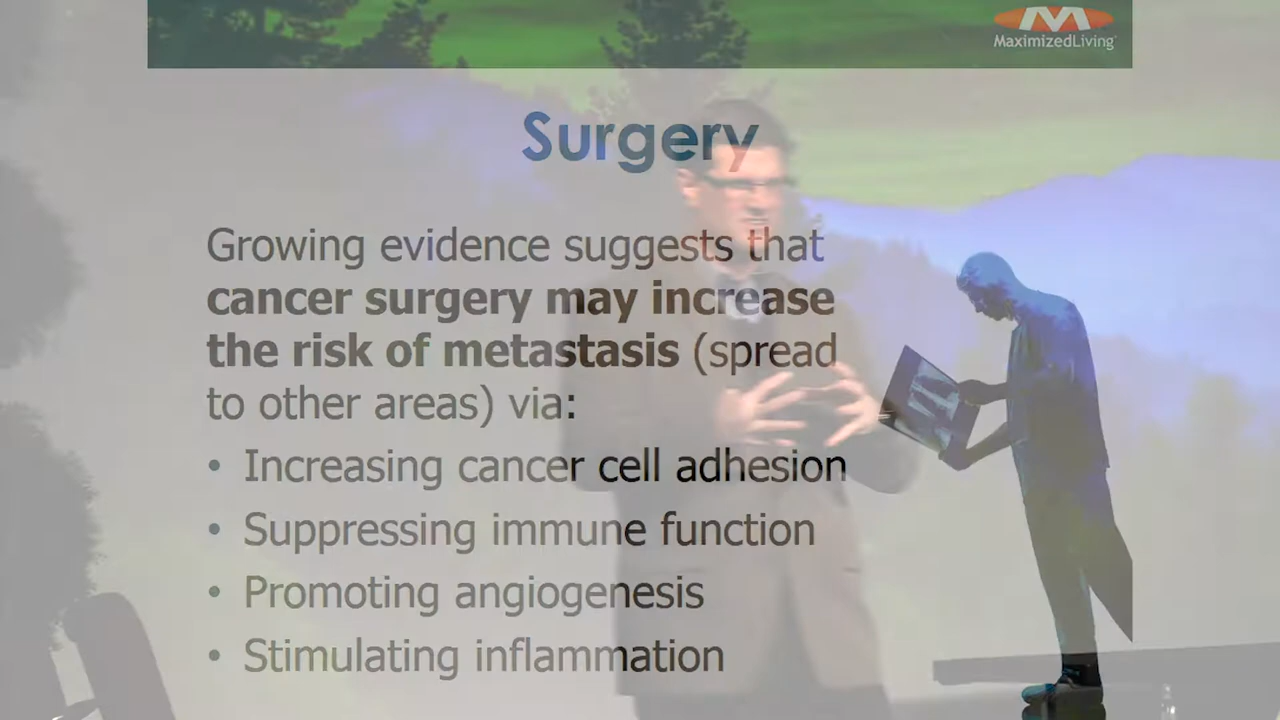 MaximizedLiving
Surgery
Growing evidence suggests that
cancer surgery may increase
the risk of metastasis (spread
to other areas) via:
• Increasing cancer cell adhesion
• Suppressing immune function
• Promoting angiogenesis
• Stimulating inflammation